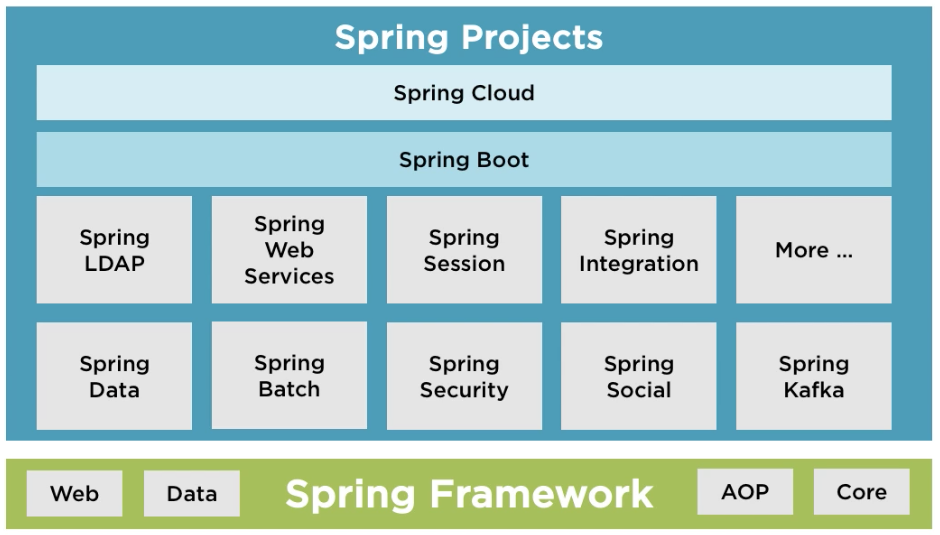 Spring Projects
Spring Cloud
Spring Boot
Spring
LDAP
Spring
Web
Services
Spring
Session
Spring
Integration
More ...
Spring
Data
Spring
Batch
Spring
Security
Spring
Social
Spring
Kafka
Web
Data
Spring Framework
AOP
Core